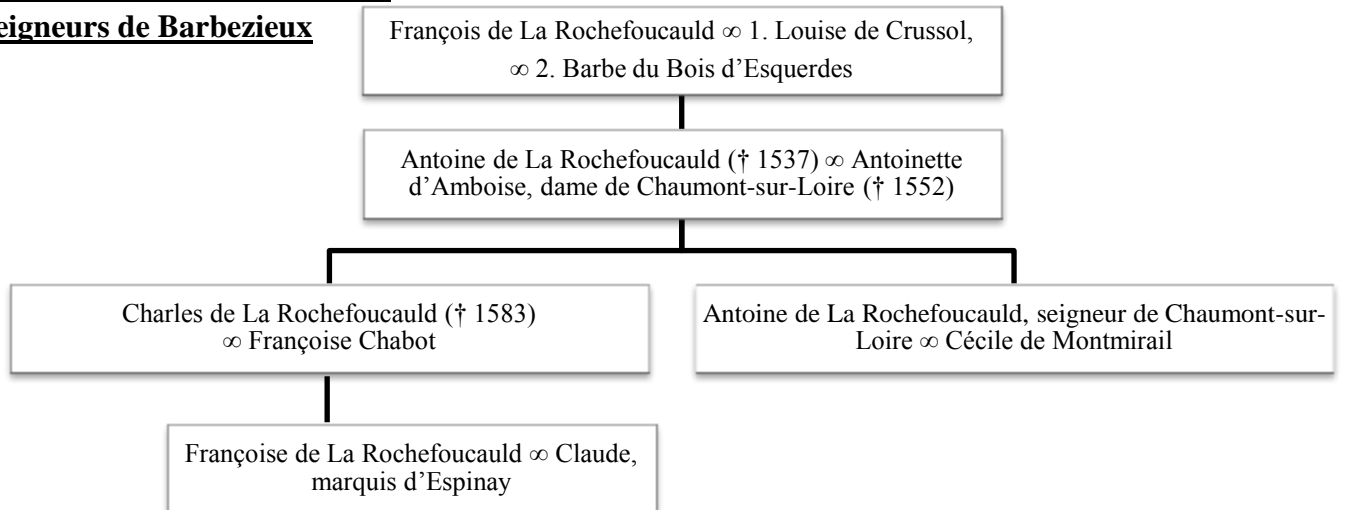 eigneurs de Barbezieux
François de La Rochefoucauld ∞ 1. Louise de Crussol,
∞ 2. Barbe du Bois d’Esquerdes
Antoine de La Rochefoucauld († 1537) ∞ Antoinette
d’Amboise, dame de Chaumont-sur-Loire († 1552)
Charles de La Rochefoucauld († 1583)
∞ Françoise Chabot
Antoine de La Rochefoucauld, seigneur de Chaumont-sur-
Loire ∞ Cécile de Montmirail
Françoise de La Rochefoucauld ∞ Claude,
marquis d’Espinay